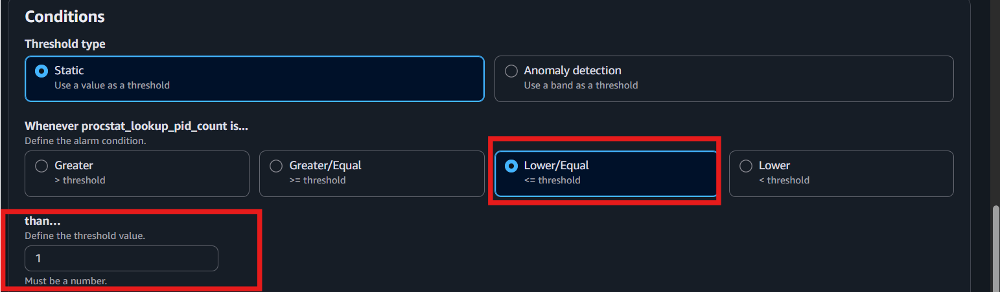 Conditions
Threshold type
Static
Use a value as a threshold
Anomaly detection
Use a band as a threshold
Whenever procstat_lookup_pid_count is...
Define the alarm condition.
Greater
> threshold
Greater/Equal
>= threshold
Lower/Equal
<= threshold
Lower
< threshold
than...
Define the threshold value.
1
Must be a number.